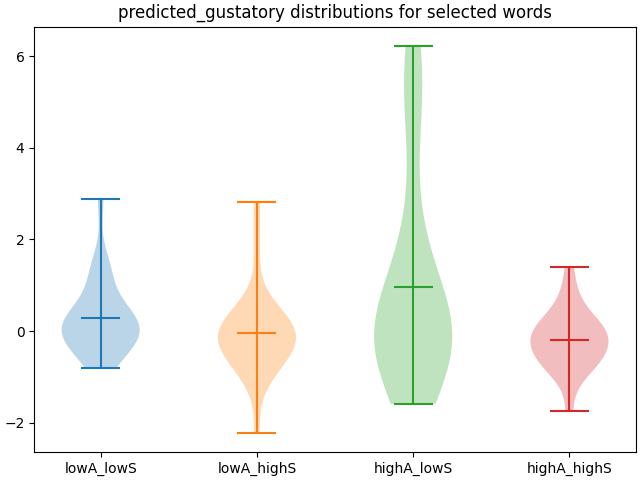 predicted_gustatory distributions for selected words
6
4
2
0
−2
lowA_lowS
lowA_highS
highA_lowS
highA_highS